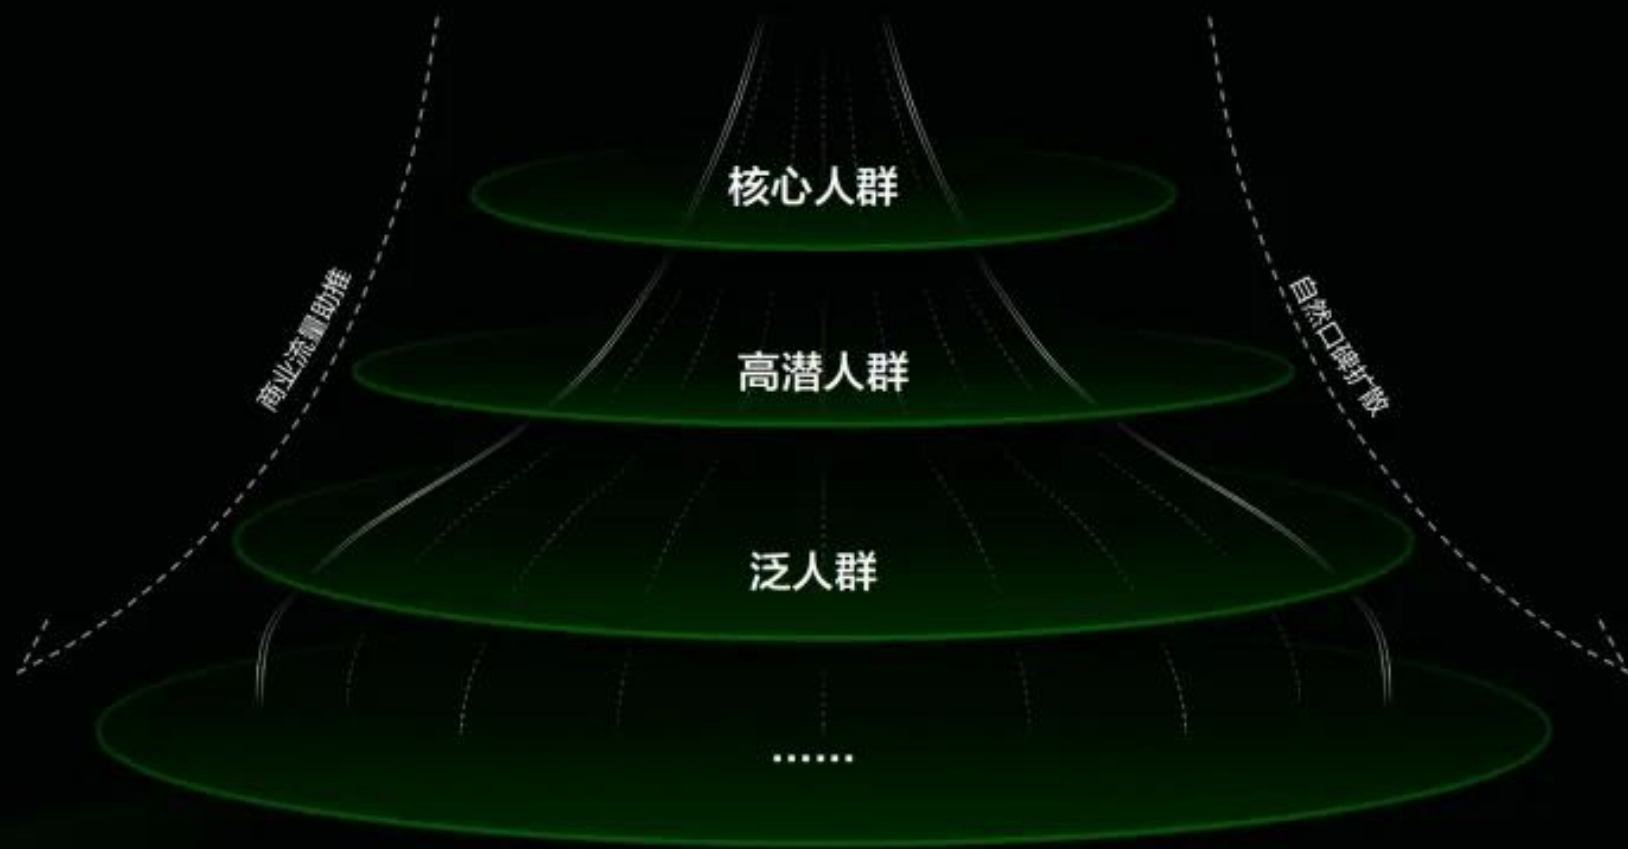 核心人群
商业流量助推
自然口碑扩散
高潜人群
泛人群
……